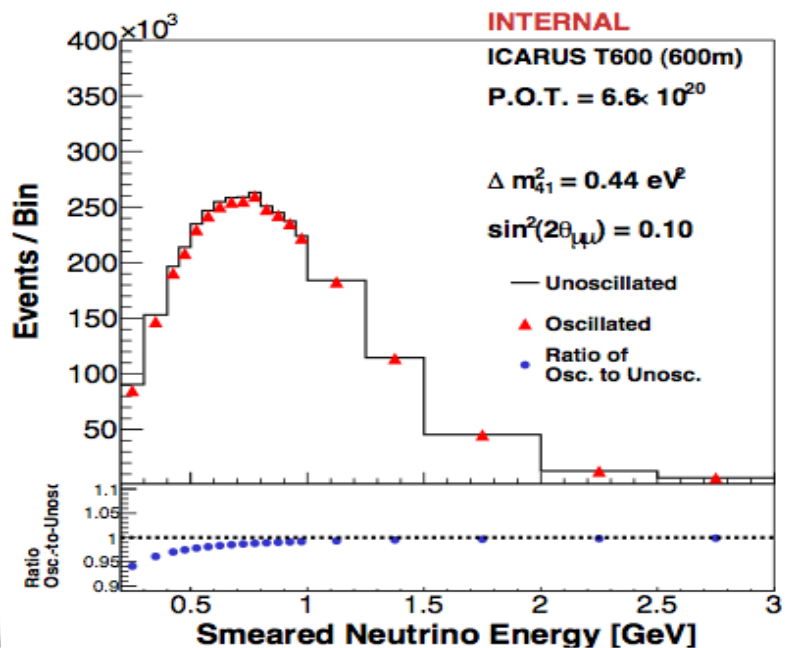 INTERNAL
400 ×10³
ICARUS T600 (600m)
P.O.T. = 6.6× 10²⁰
350
300
Δ m²₄₁ = 0.44 eV²
250
sin²(2θ_μμ) = 0.10
200
Unoscillated
150
Oscillated
Ratio of
Osc. to Unosc.
100
50
Events / Bin
1.1
1.05
1
0.95
0.9
Ratio
Osc.-to-Unosc
0.5 1 1.5 2 2.5 3
Smeared Neutrino Energy [GeV]